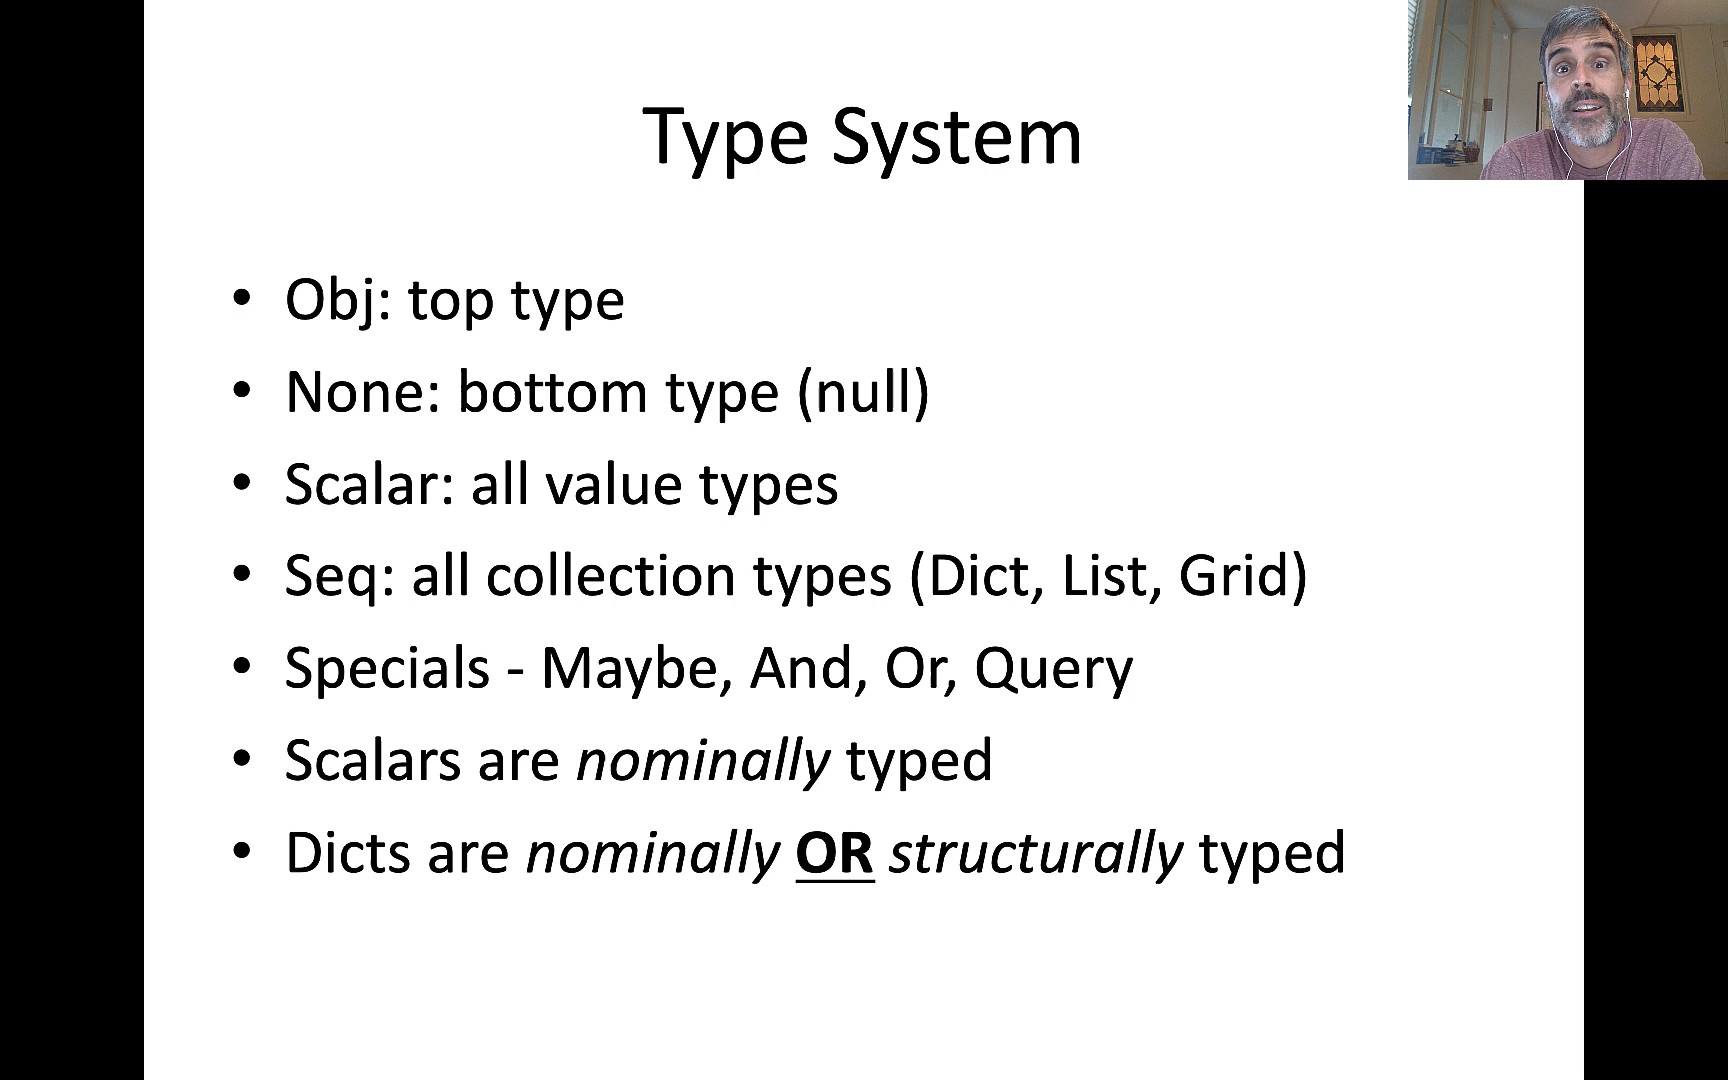 Type System
• Obj: top type
• None: bottom type (null)
• Scalar: all value types
• Seq: all collection types (Dict, List, Grid)
• Specials - Maybe, And, Or, Query
• Scalars are nominally typed
• Dicts are nominally OR structurally typed